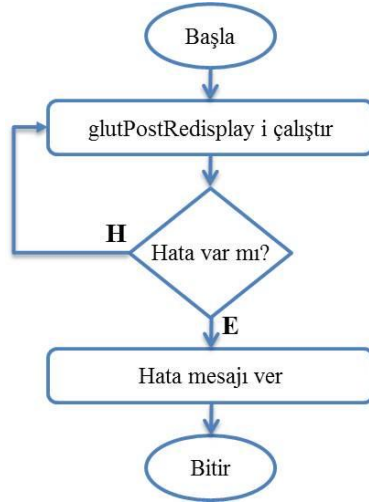 Başla
glutPostRedisplay i çalıştır
Hata var mı?
H
E
Hata mesajı ver
Bitir